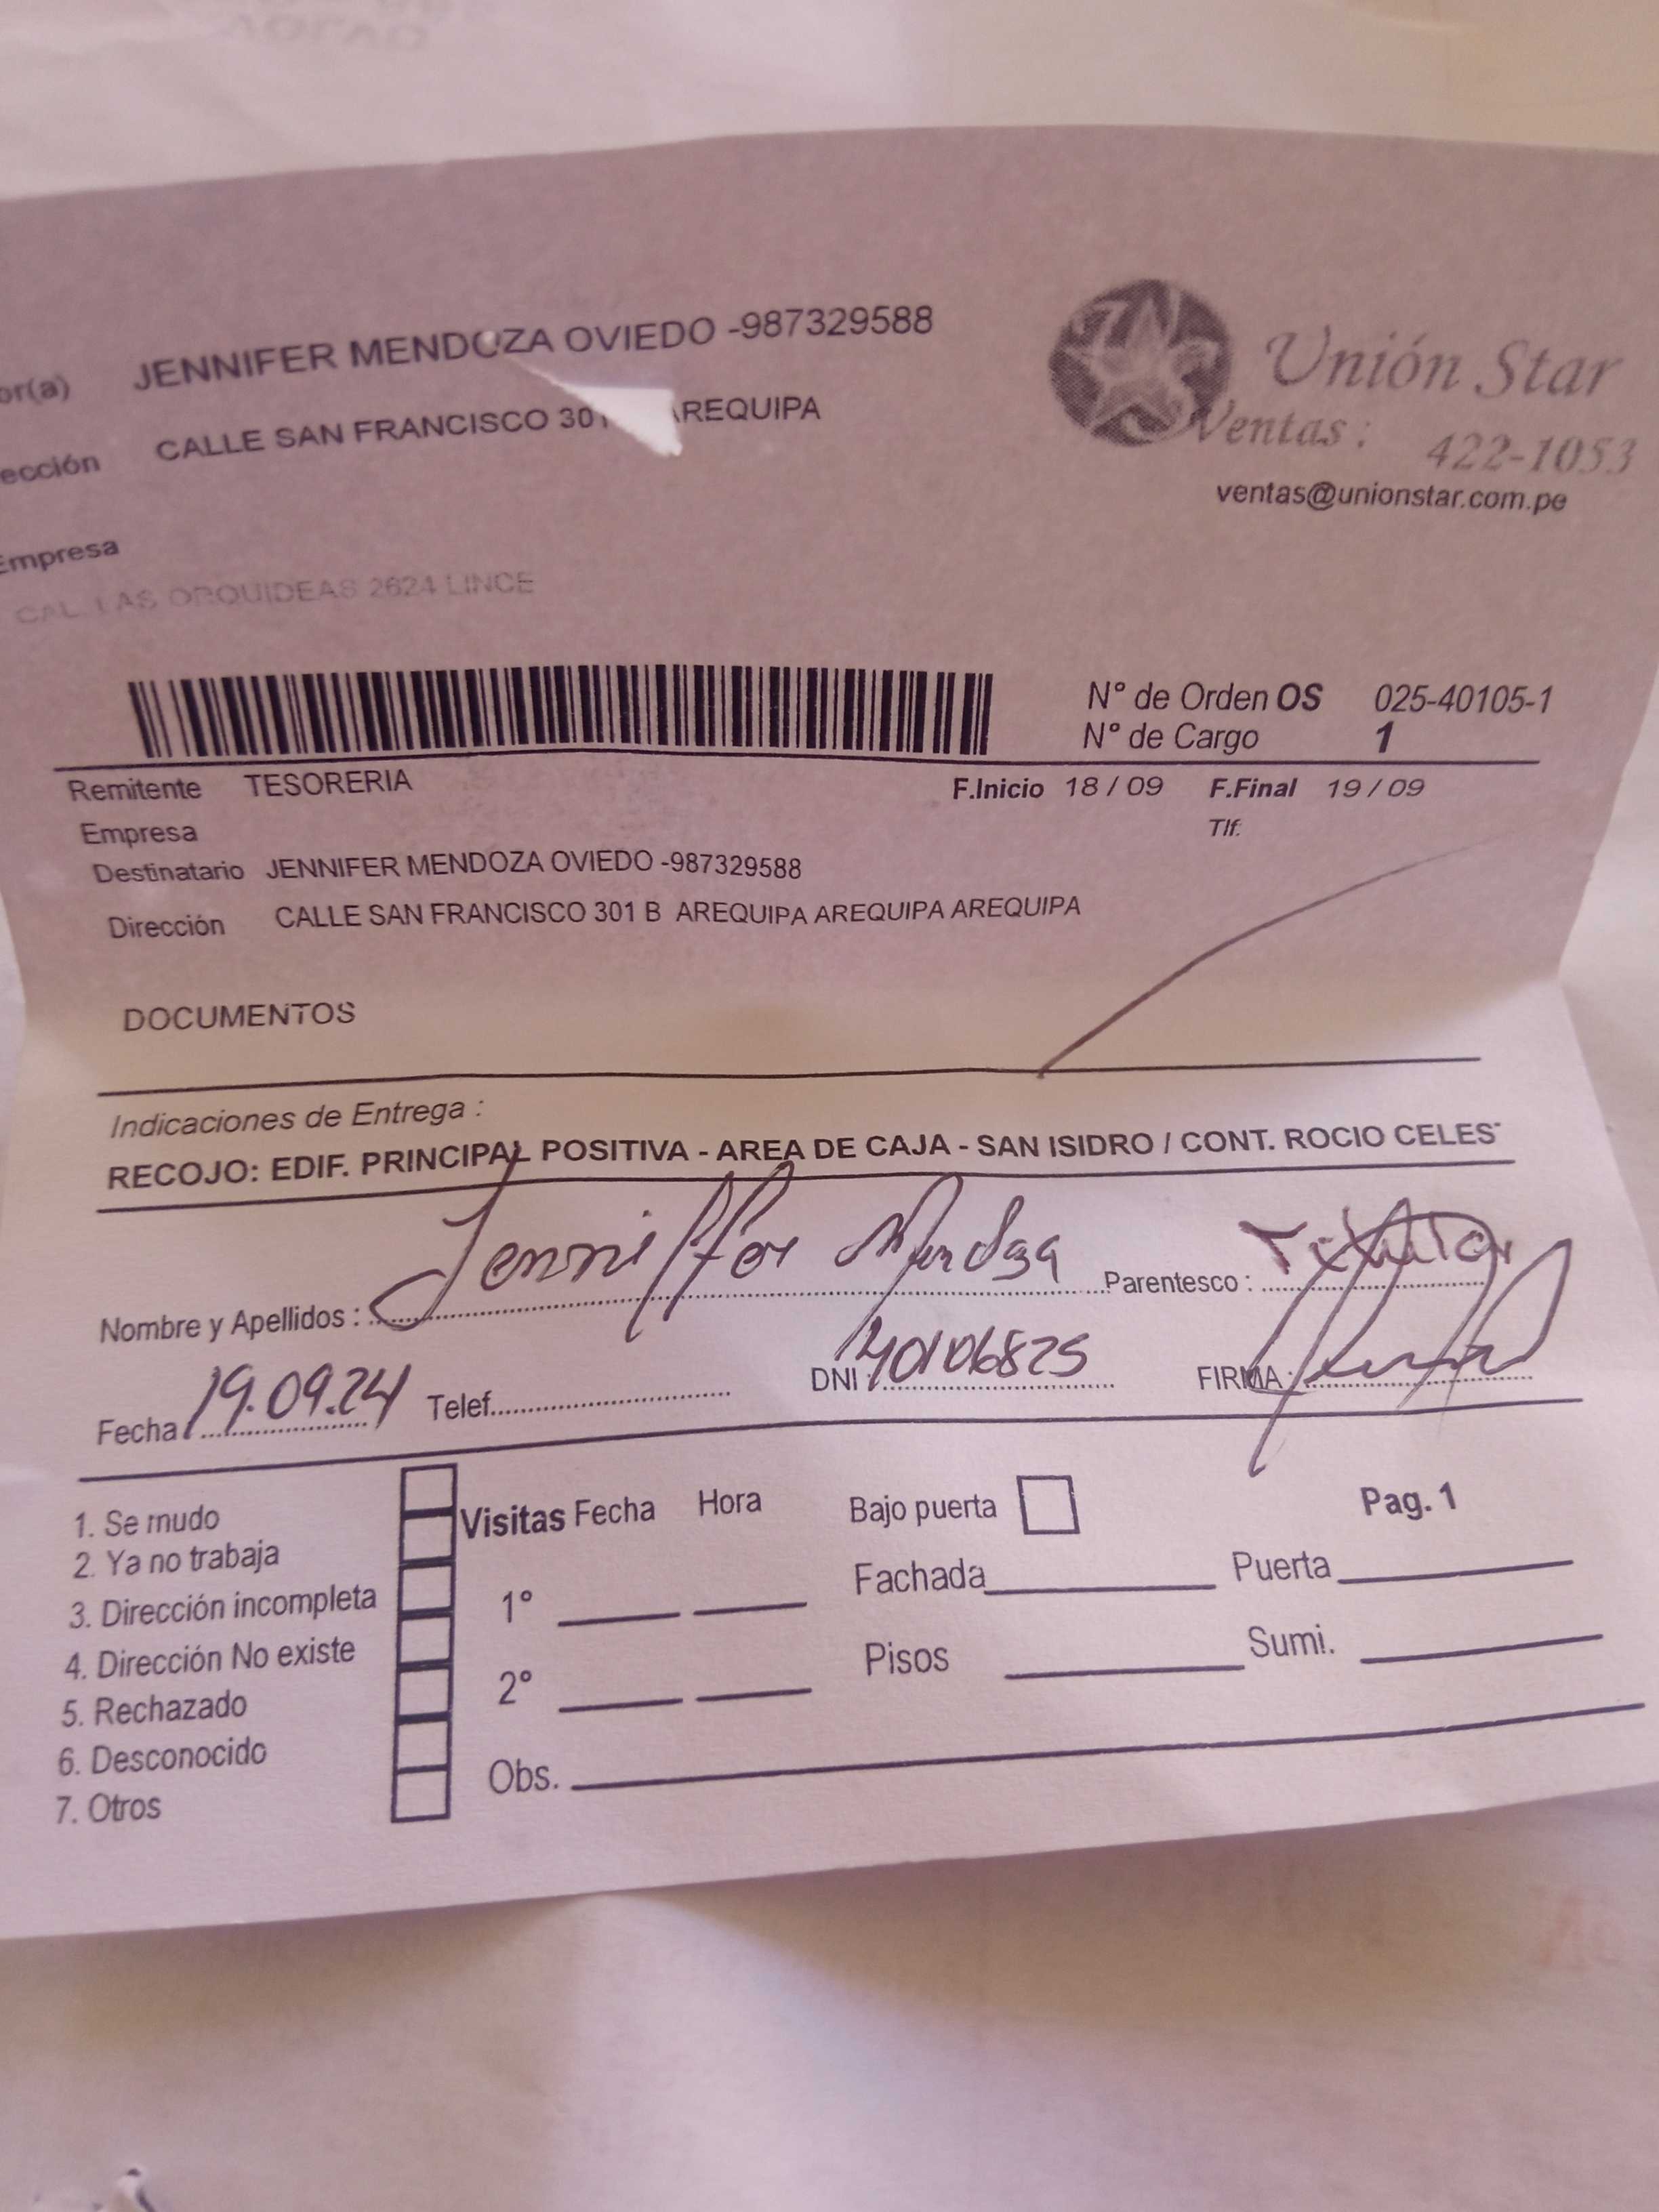 or(a) JENNIFER MENDOZA OVIEDO -987329588
ección CALLE SAN FRANCISCO 301 AREQUIPA
Empresa
CAL. LAS ORQUIDEAS 2624 LINCE
Unión Star
Ventas : 422-1053
ventas@unionstar.com.pe
N° de Orden OS 025-40105-1
N° de Cargo 1
Remitente TESORERIA F.Inicio 18 / 09 F.Final 19 / 09
Empresa Tlf:
Destinatario JENNIFER MENDOZA OVIEDO -987329588
Dirección CALLE SAN FRANCISCO 301 B AREQUIPA AREQUIPA AREQUIPA
DOCUMENTOS
Indicaciones de Entrega :
RECOJO: EDIF. PRINCIPAL POSITIVA - AREA DE CAJA - SAN ISIDRO / CONT. ROCIO CELES
Nombre y Apellidos : Jenniffer Mendoza Parentesco : Titular
Fecha 19.09.24 Telef. DNI : 40106825 FIRMA :
1. Se mudo
2. Ya no trabaja
3. Dirección incompleta
4. Dirección No existe
5. Rechazado
6. Desconocido
7. Otros
Visitas Fecha Hora
1°
2°
Obs.
Bajo puerta Pag. 1
Fachada Puerta
Pisos Sumi.